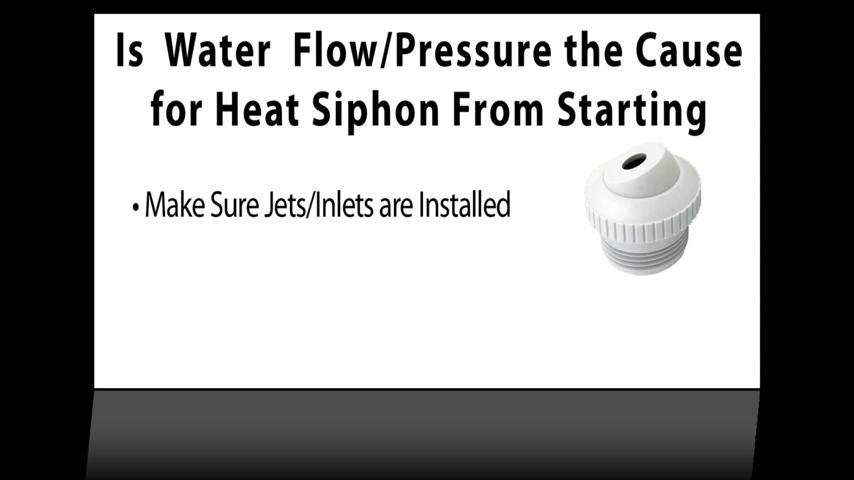 Is Water Flow/Pressure the Cause
for Heat Siphon From Starting
• Make Sure Jets/Inlets are Installed